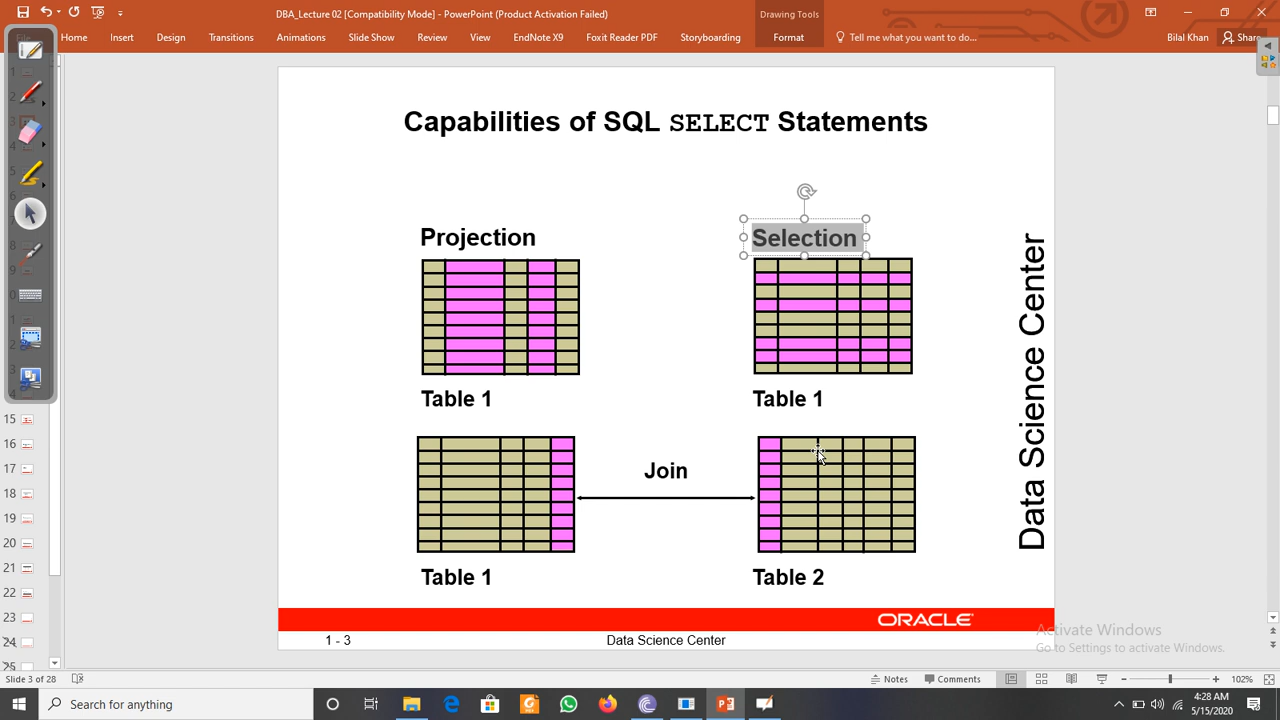 DBA_Lecture 02 [Compatibility Mode] - PowerPoint (Product Activation Failed)
Drawing Tools
File
Home
Insert
Design
Transitions
Animations
Slide Show
Review
View
EndNote X9
Foxit Reader PDF
Storyboarding
Format
Tell me what you want to do...
Bilal Khan
Share
Capabilities of SQL SELECT Statements
Projection
Selection
Table 1
Table 1
Join
Table 1
Table 2
Data Science Center
ORACLE
1 - 3
Data Science Center
15
16
17
18
19
20
21
22
23
24
25
Activate Windows
Go to Settings to activate Windows.
Slide 3 of 28
Notes
Comments
102%
Type here to search
4:28 AM
5/15/2020